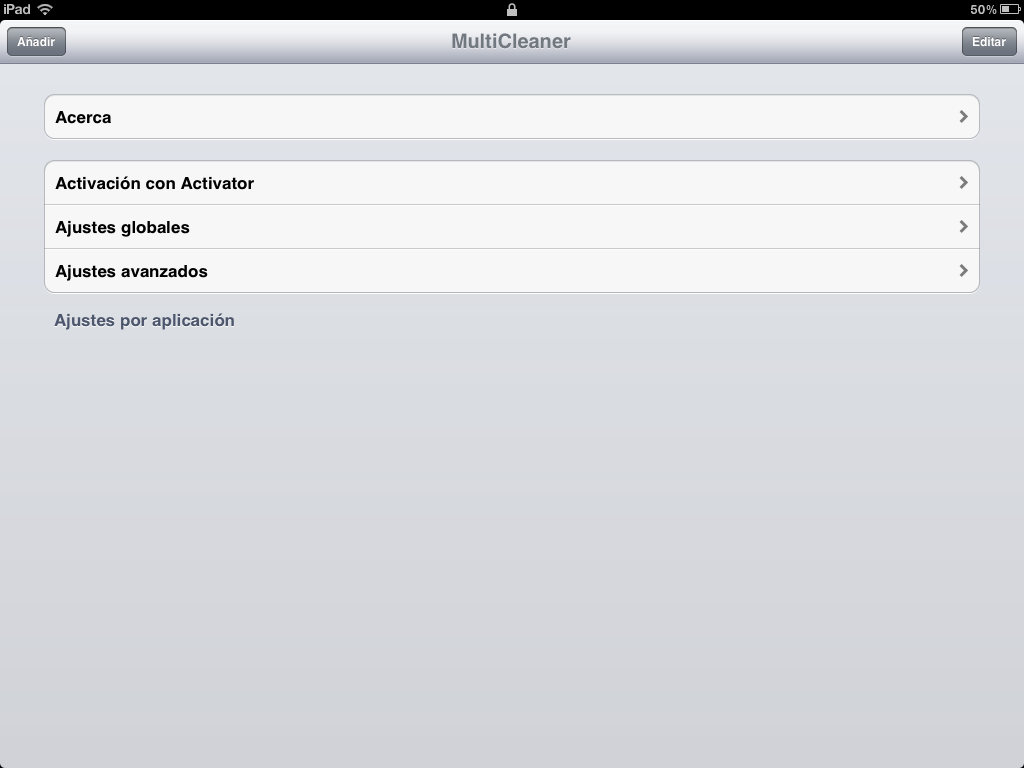 iPad 50%
Añadir MultiCleaner Editar
Acerca
Activación con Activator
Ajustes globales
Ajustes avanzados
Ajustes por aplicación